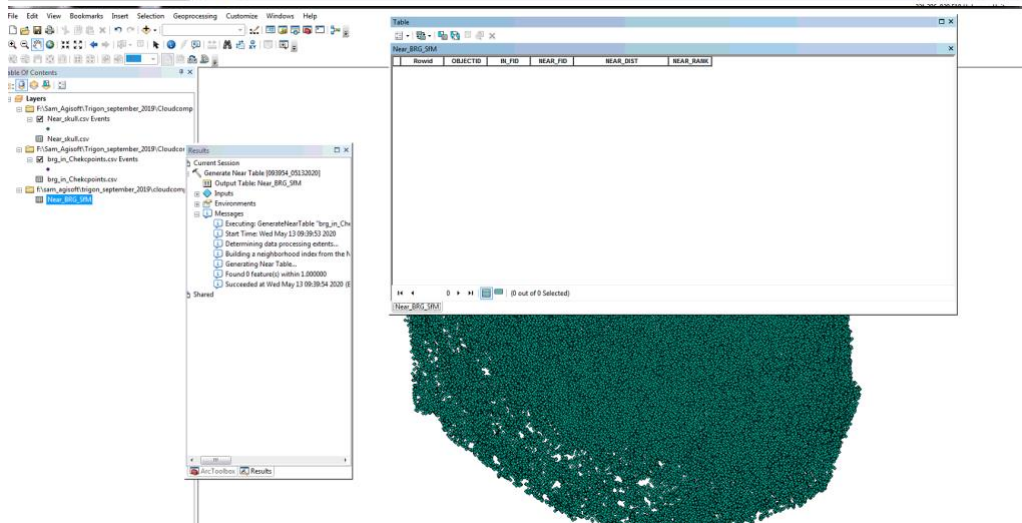 File Edit View Bookmarks Insert Selection Geoprocessing Customize Windows Help
Table Of Contents
Layers
F:\Sam_Agisoft\Trigon_september_2019\Cloudcomp
Near_skull.csv Events
Near_skull.csv
F:\Sam_Agisoft\Trigon_september_2019\Cloudcor
brg_in_Chekcpoints.csv Events
brg_in_Chekcpoints.csv
f:\sam_agisoft\trigon_september_2019\cloudcom
Near_BRG_SfM
Results
Current Session
Generate Near Table [093954_05132020]
Output Table: Near_BRG_SfM
Inputs
Environments
Messages
Executing: GenerateNearTable "brg_in_Che
Start Time: Wed May 13 09:39:53 2020
Determining data processing extents...
Building a neighborhood index from the N
Generating Near Table...
Found 0 feature(s) within 1.000000
Succeeded at Wed May 13 09:39:54 2020 (E
Shared
ArcToolbox Results
Table
Near_BRG_SfM
Rowid OBJECTID IN_FID NEAR_FID NEAR_DIST NEAR_RANK
0 (0 out of 0 Selected)
Near_BRG_SfM